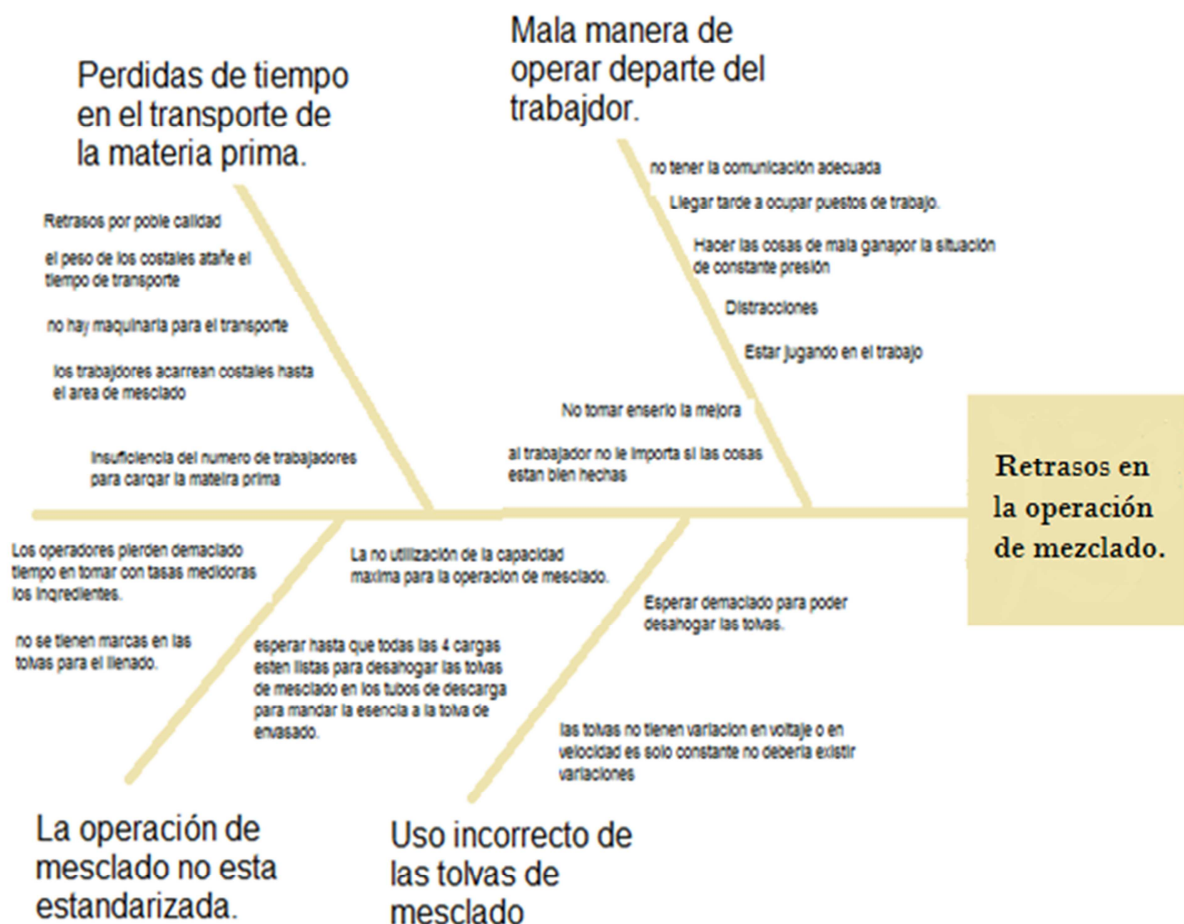 Perdidas de tiempo
en el transporte de
la materia prima.
Retrasos por poble calidad
el peso de los costales atañe el
tiempo de transporte
no hay maquinaria para el transporte
los trabajdores acarrean costales hasta
el area de mesclado
insuficiencia del numero de trabajadores
para cargar la mateira prima
Mala manera de
operar departe del
trabajdor.
no tener la comunicación adecuada
Llegar tarde a ocupar puestos de trabajo.
Hacer las cosas de mala ganapor la situación
de constante presión
Distracciones
Estar jugando en el trabajo
No tomar enserio la mejora
al trabajador no le importa si las cosas
estan bien hechas
Retrasos en
la operación
de mezclado.
Los operadores pierden demaciado
tiempo en tomar con tasas medidoras
los ingredientes.
no se tienen marcas en las
tolvas para el llenado.
La no utilización de la capacidad
maxima para la operacion de mesclado.
esperar hasta que todas las 4 cargas
esten listas para desahogar las tolvas
de mesclado en los tubos de descarga
para mandar la esencia a la tolva de
envasado.
La operación de
mesclado no esta
estandarizada.
Esperar demaciado para poder
desahogar las tolvas.
las tolvas no tienen variacion en voltaje o en
velocidad es solo constante no deberia existir
variaciones
Uso incorrecto de
las tolvas de
mesclado